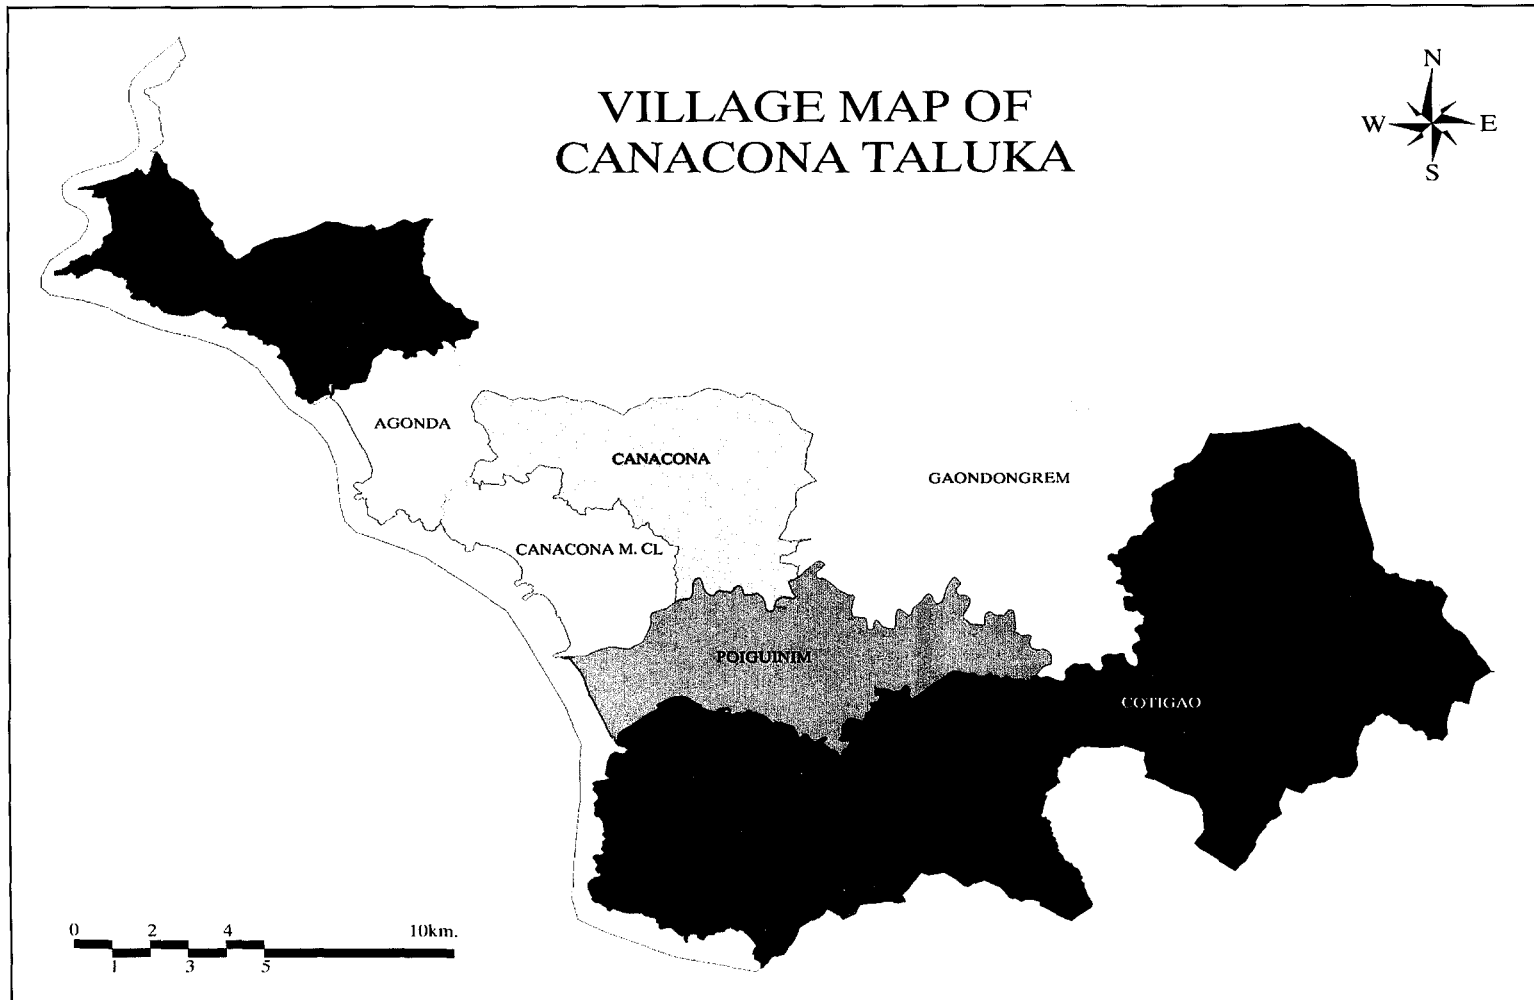 VILLAGE MAP OF
CANACONA TALUKA
N
W E
S
AGONDA
CANACONA
GAONDONGREM
CANACONA M. CL
POIGUINIM
COTIGAO
0 2 4 10km.
1 3 5